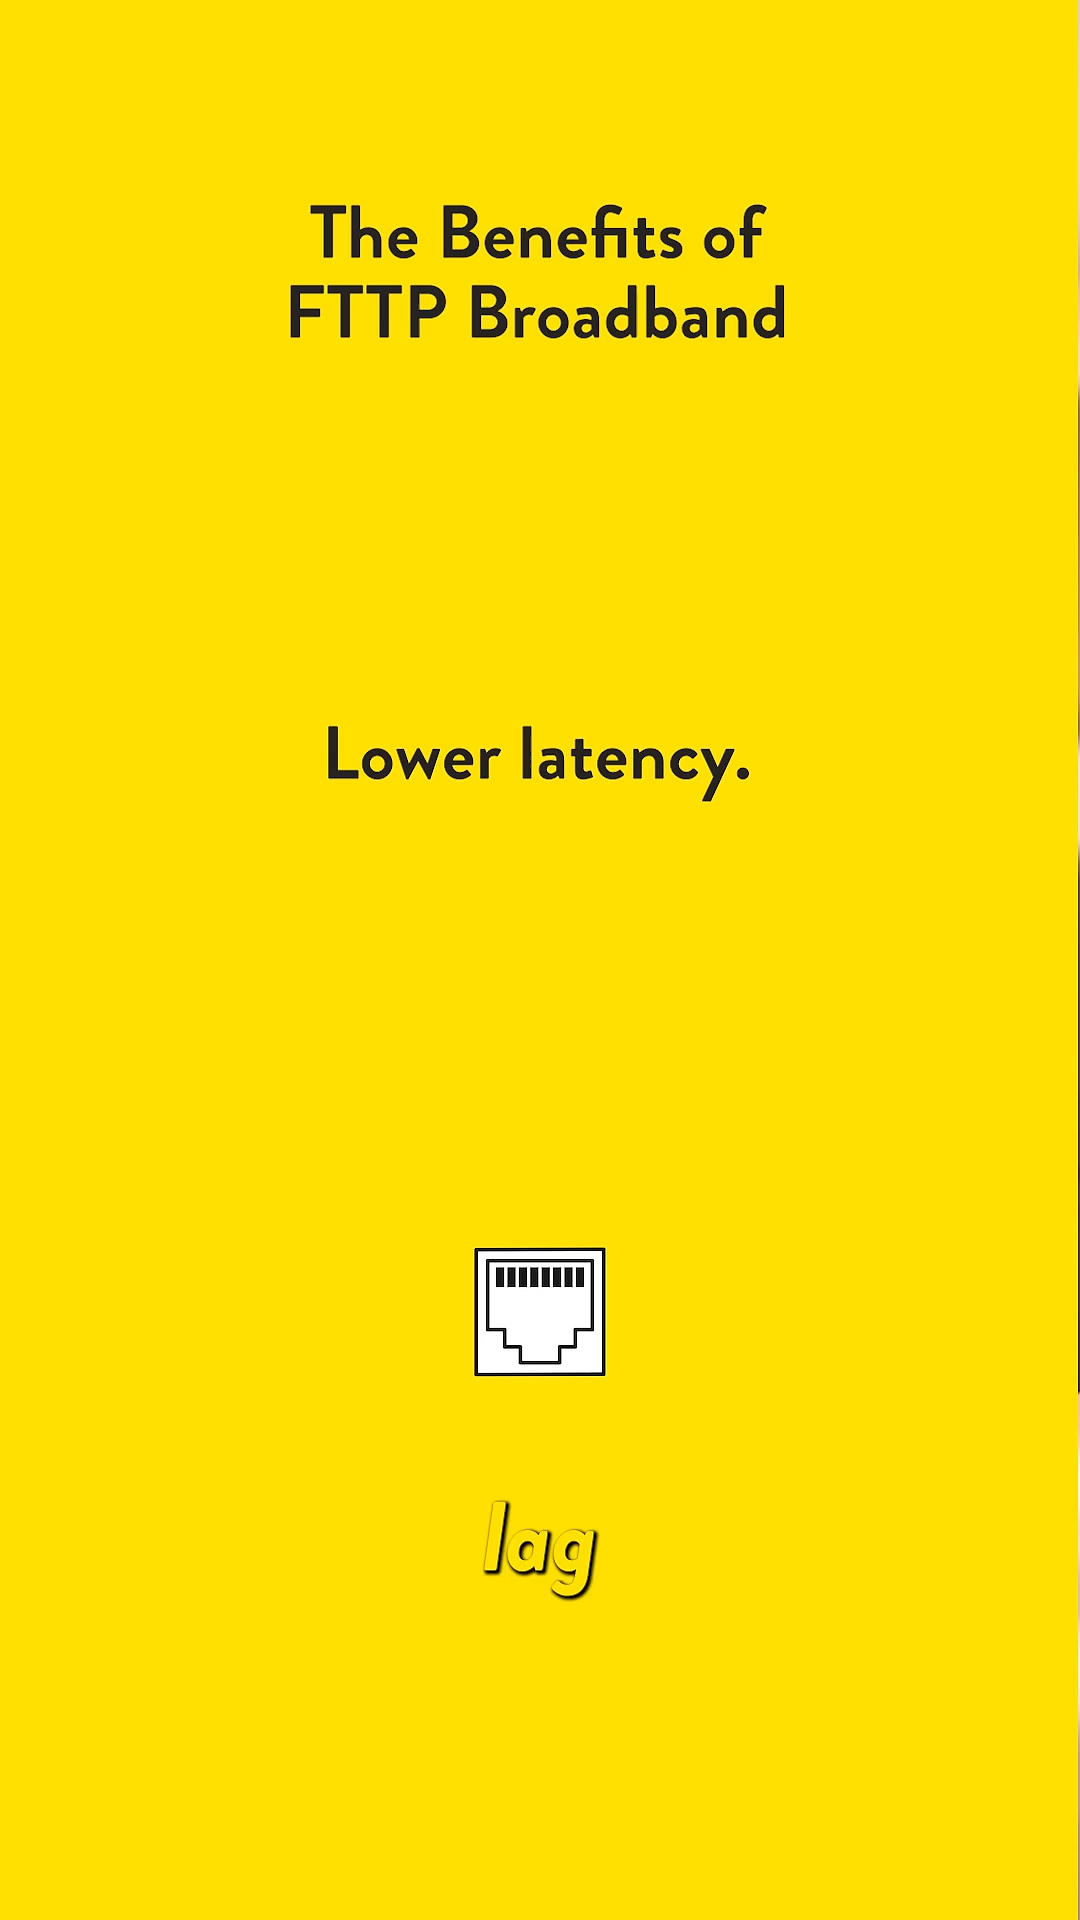 The Benefits of
FTTP Broadband
Lower latency.
lag